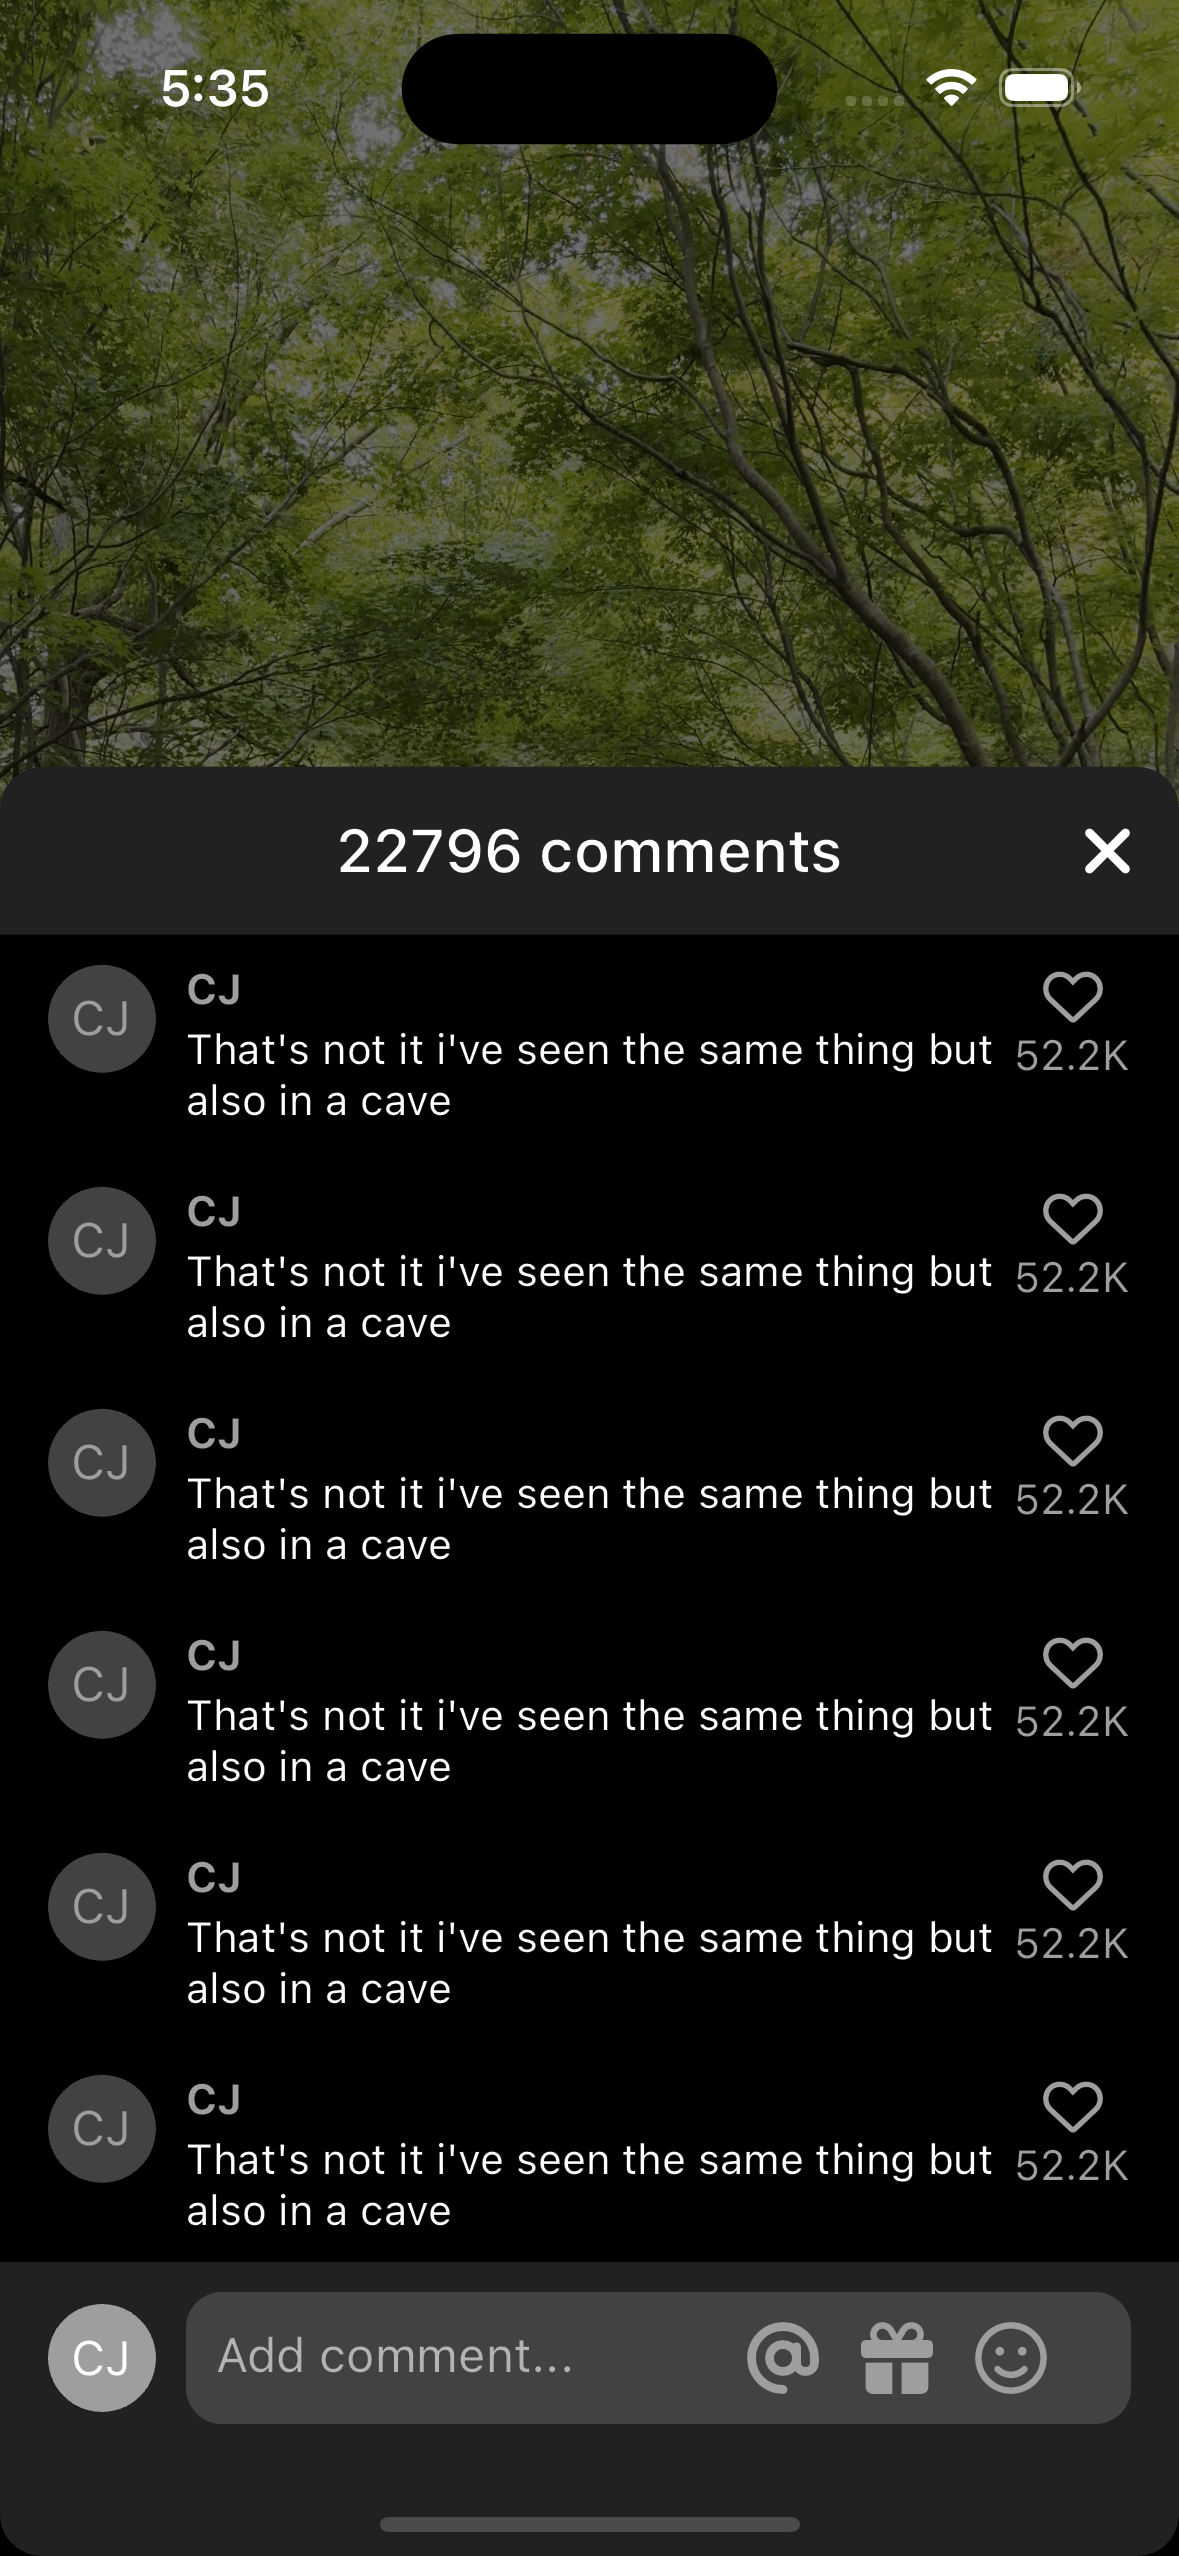 5:35
22796 comments
CJ
CJ
That's not it i've seen the same thing but
also in a cave
52.2K
CJ
CJ
That's not it i've seen the same thing but
also in a cave
52.2K
CJ
CJ
That's not it i've seen the same thing but
also in a cave
52.2K
CJ
CJ
That's not it i've seen the same thing but
also in a cave
52.2K
CJ
CJ
That's not it i've seen the same thing but
also in a cave
52.2K
CJ
CJ
That's not it i've seen the same thing but
also in a cave
52.2K
CJ
Add comment...